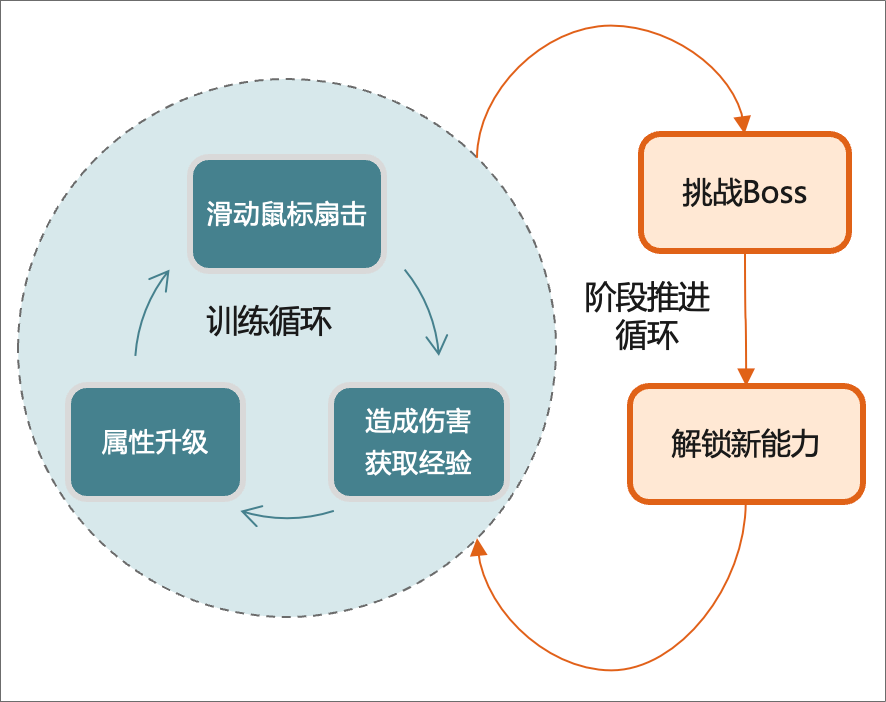 滑动鼠标扇击
训练循环
属性升级
造成伤害
获取经验
挑战Boss
阶段推进
循环
解锁新能力